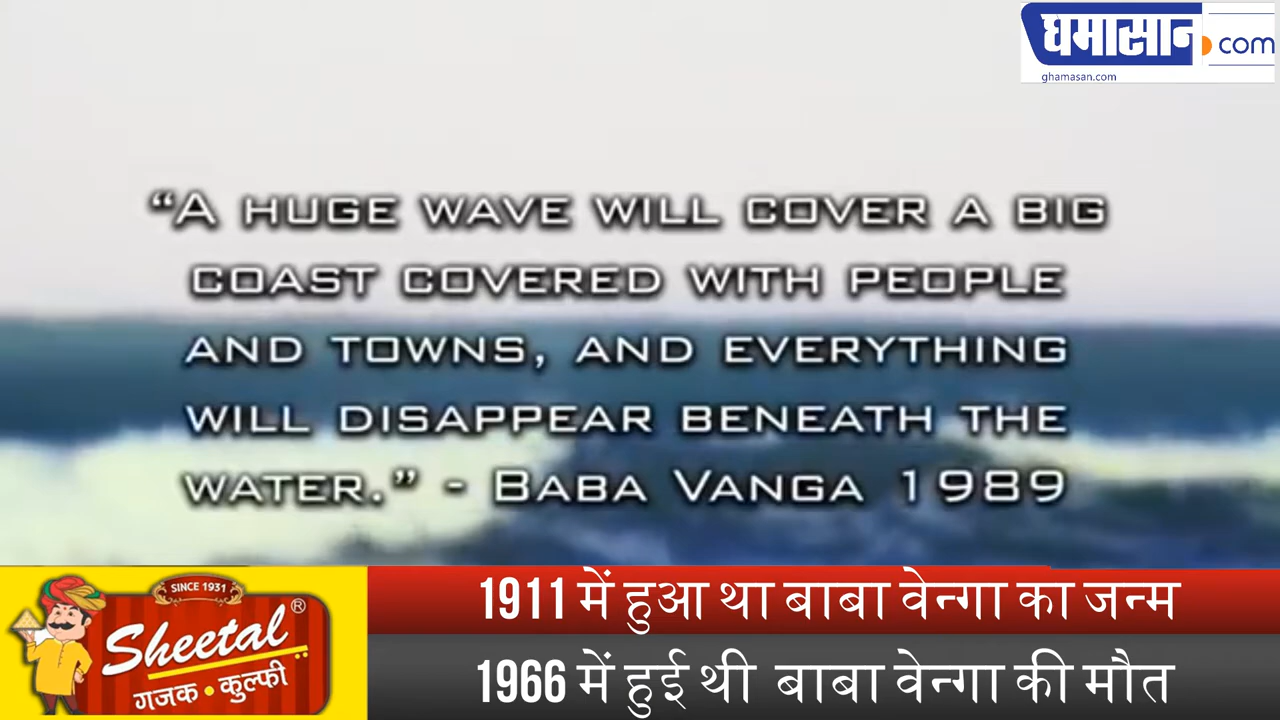 घमासान.com
ghamasan.com
“A HUGE WAVE WILL COVER A BIG
COAST COVERED WITH PEOPLE
AND TOWNS, AND EVERYTHING
WILL DISAPPEAR BENEATH THE
WATER.” - BABA VANGA 1989
SINCE 1931
Sheetal®
गजक • कुल्फी
1911 में हुआ था बाबा वेन्गा का जन्म
1966 में हुई थी बाबा वेन्गा की मौत